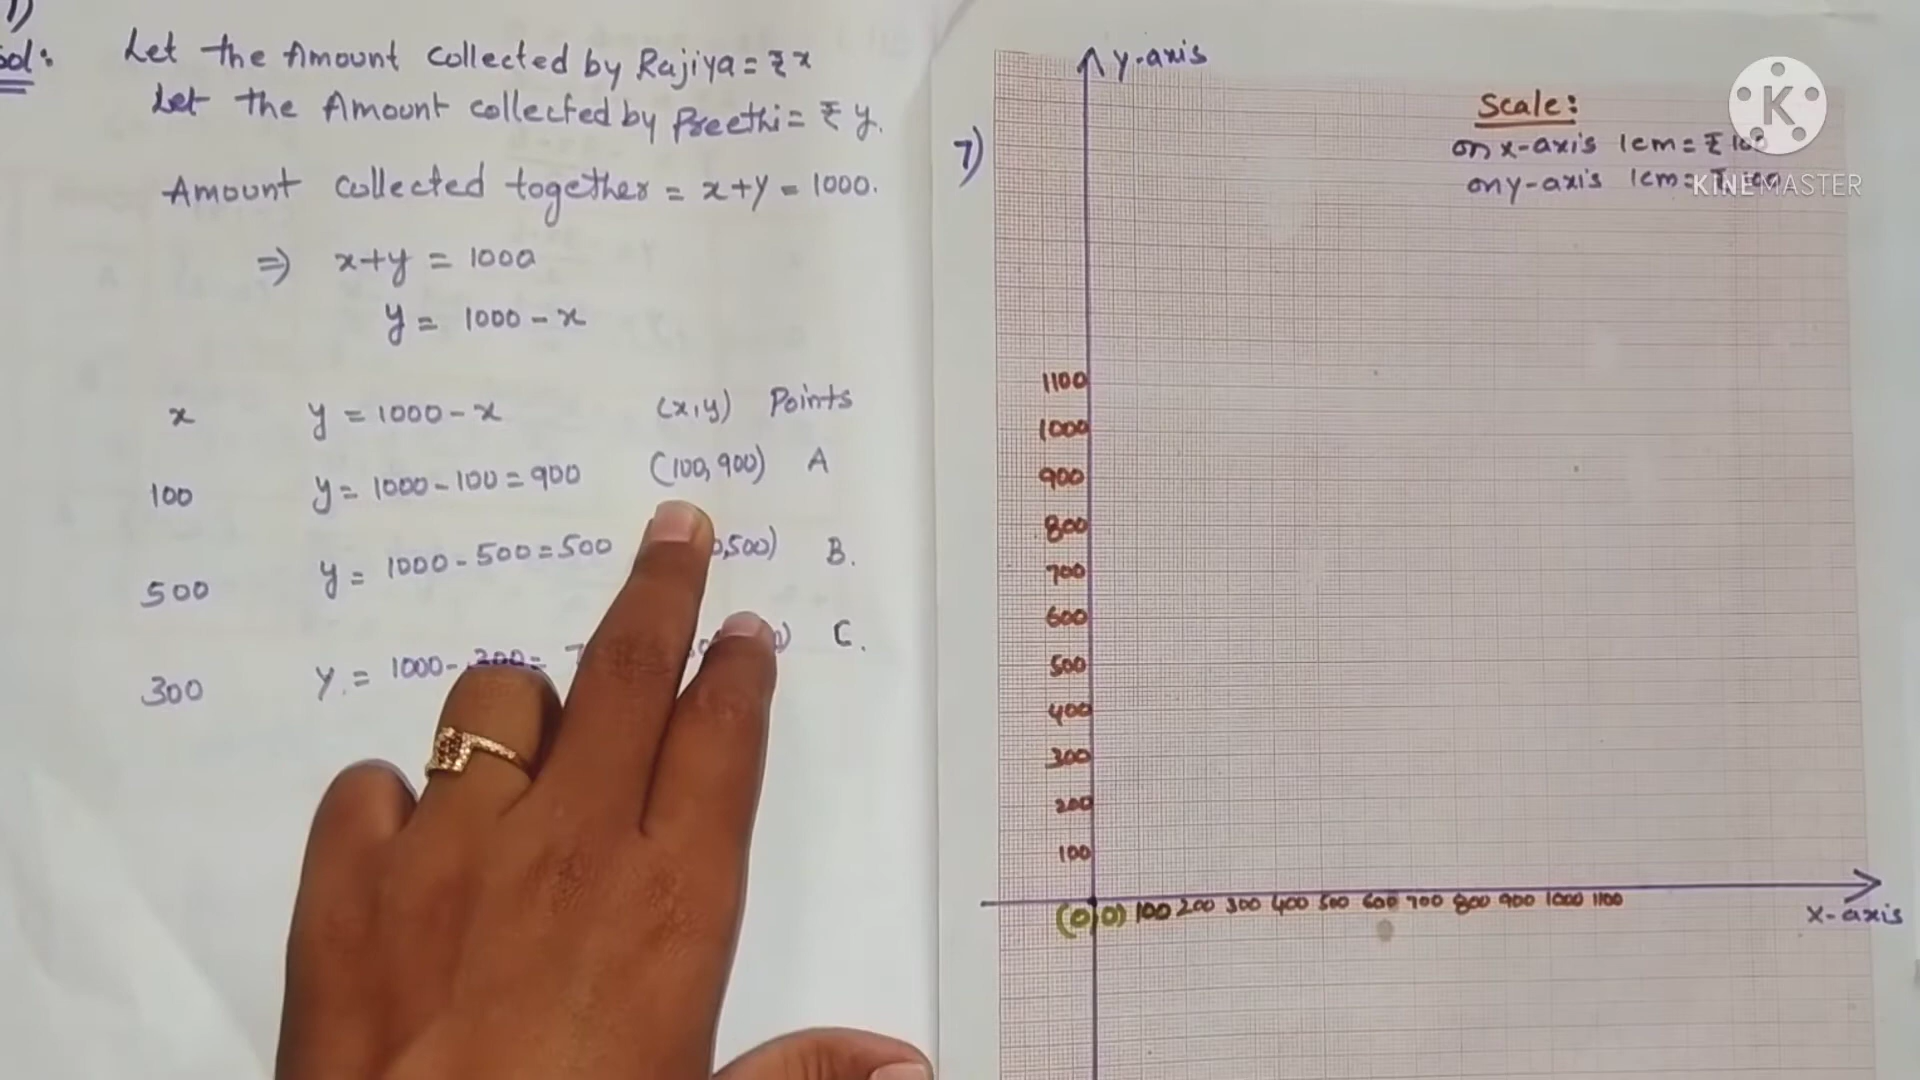 1)
Sol:
Let the Amount collected by Rajiya = ₹ x
Let the Amount collected by Preethi = ₹ y.
Amount collected together = x+y = 1000.
⇒ x+y = 1000
y = 1000 - x
x y = 1000 - x (x,y) Points
100 y = 1000 - 100 = 900 (100, 900) A
500 y = 1000 - 500 = 500 ,500) B.
300 y = 1000 - 300 = C.
7)
y-axis
Scale:
on x-axis 1cm = ₹ 100
on y-axis 1cm =
K
KINEMASTER
1100
1000
900
800
700
600
500
400
300
200
100
(0,0) 100 200 300 400 500 600 700 800 900 1000 1100
x-axis